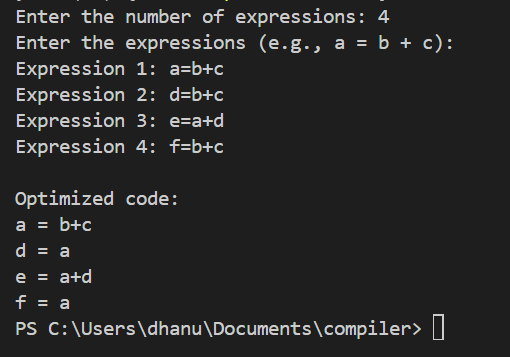 Enter the number of expressions: 4
Enter the expressions (e.g., a = b + c):
Expression 1: a=b+c
Expression 2: d=b+c
Expression 3: e=a+d
Expression 4: f=b+c

Optimized code:
a = b+c
d = a
e = a+d
f = a
PS C:\Users\dhanu\Documents\compiler>